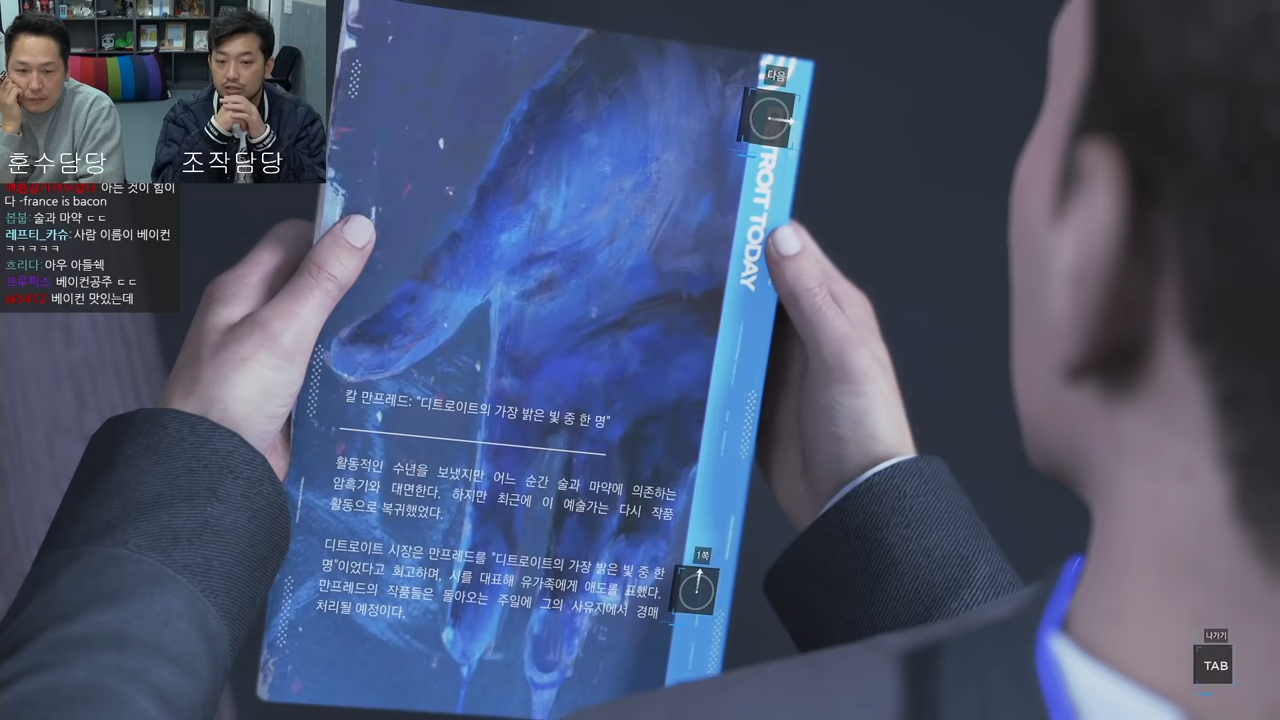 훈수담당
조작담당
아는 것이 힘이
다 -france is bacon
봅봅: 술과 마약 ㄷㄷ
레프티_카슈: 사람 이름이 베이컨
ㅋㅋㅋㅋㅋ
흐리다: 아우 아들쉑
프로픽스: 베이컨공주 ㄷㄷ
베이컨 맛있는데
다음
TROIT TODAY
칼 만프레드: "디트로이트의 가장 밝은 빛 중 한 명"
활동적인 수년을 보냈지만 어느 순간 술과 마약에 의존하는
암흑기와 대면한다. 하지만 최근에 이 예술가는 다시 작품
활동으로 복귀했었다.
디트로이트 시장은 만프레드를 "디트로이트의 가장 밝은 빛 중 한
명"이었다고 회고하며, 시를 대표해 유가족에게 애도를 표했다.
만프레드의 작품들은 돌아오는 주일에 그의 사유지에서 경매
처리될 예정이다.
1쪽
나가기
TAB